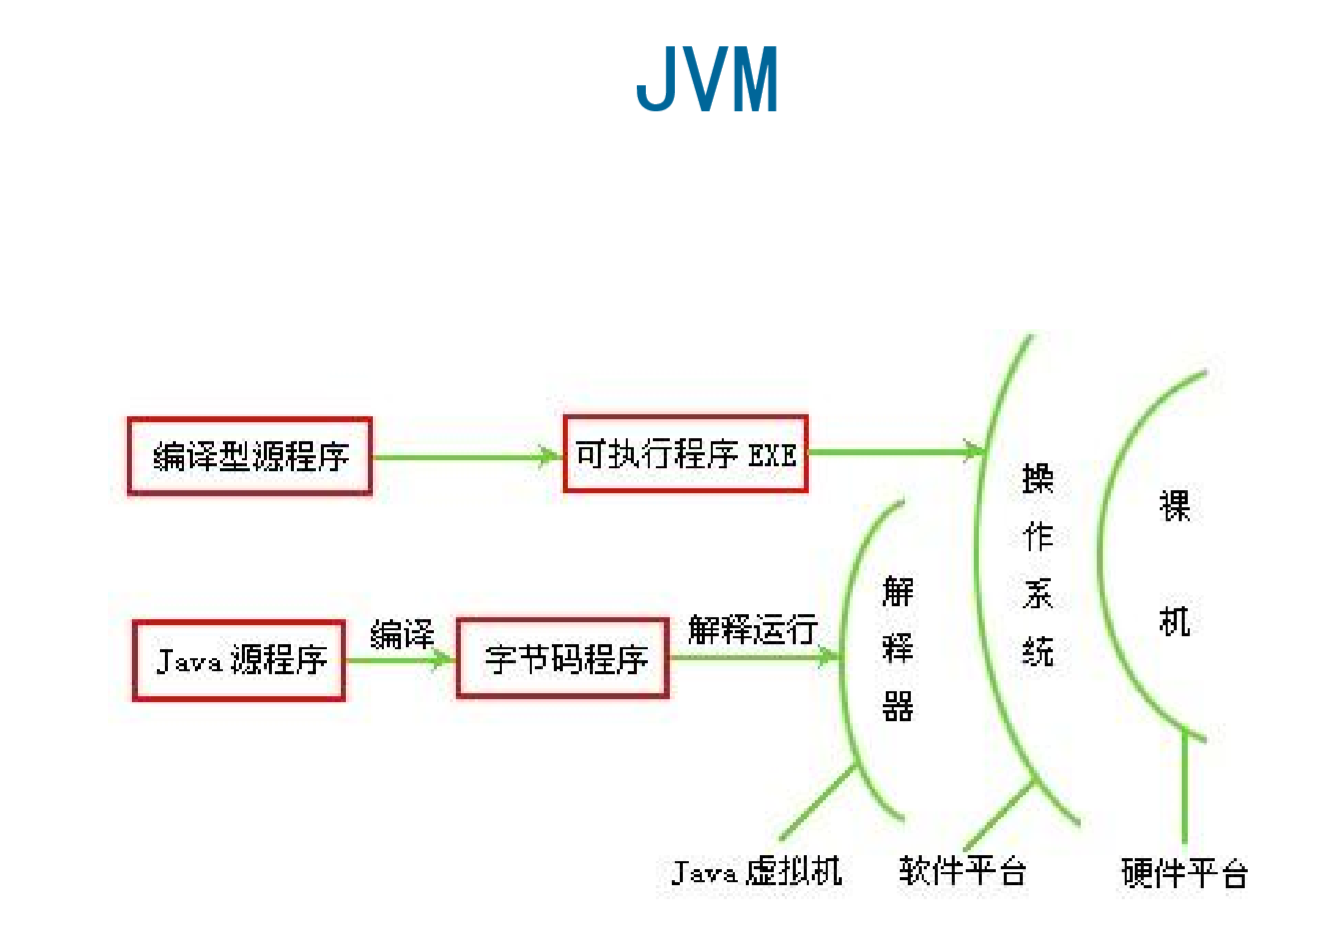 JVM
编译型源程序
可执行程序 EXE
操作系统
裸机
Java 源程序
编译
字节码程序
解释运行
解释器
Java 虚拟机
软件平台
硬件平台